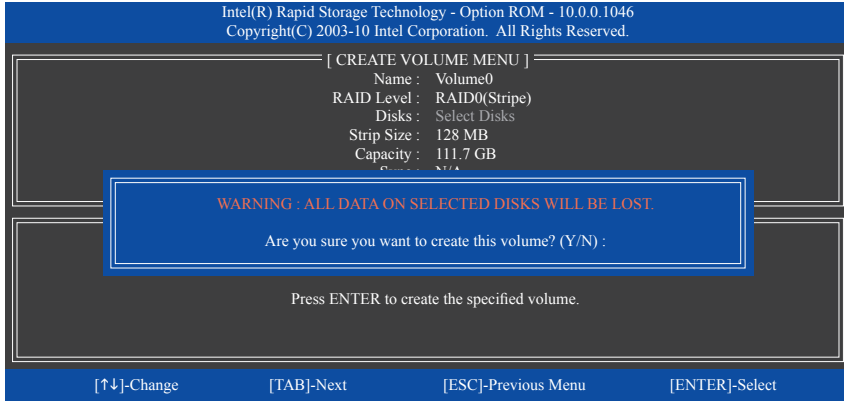 Intel(R) Rapid Storage Technology - Option ROM - 10.0.0.1046
Copyright(C) 2003-10 Intel Corporation. All Rights Reserved.
[ CREATE VOLUME MENU ]
Name : Volume0
RAID Level : RAID0(Stripe)
Disks : Select Disks
Strip Size : 128 MB
Capacity : 111.7 GB
N/A
WARNING : ALL DATA ON SELECTED DISKS WILL BE LOST.
Are you sure you want to create this volume? (Y/N) :
Press ENTER to create the specified volume.
[↑↓]-Change [TAB]-Next [ESC]-Previous Menu [ENTER]-Select